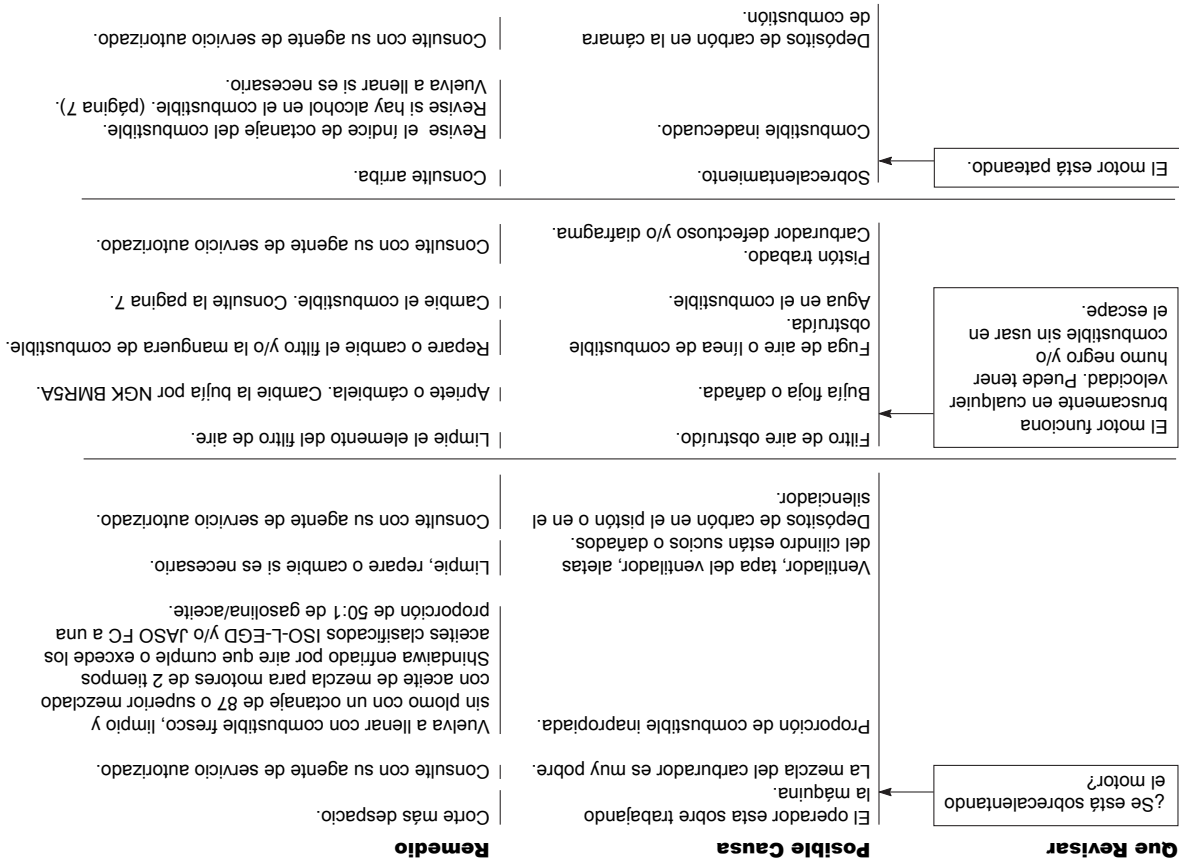 Que Revisar
Posible Causa
Remedio
¿Se está sobrecalentando
el motor?
El operador esta sobre trabajando
la máquina.
Corte más despacio.
La mezcla del carburador es muy pobre.
Consulte con su agente de servicio autorizado.
Proporción de combustible inapropiada.
Vuelva a llenar con combustible fresco, limpio y
sin plomo con un octanaje de 87 o superior mezclado
con aceite de mezcla para motores de 2 tiempos
Shindaiwa enfriado por aire que cumple o excede los
aceites clasificados ISO-L-EGD y/o JASO FC a una
proporción de 50:1 de gasolina/aceite.
Ventilador, tapa del ventilador, aletas
del cilindro están sucios o dañados.
Limpie, repare o cambie si es necesario.
Depósitos de carbón en el pistón o en el
silenciador.
Consulte con su agente de servicio autorizado.
El motor funciona
bruscamente en cualquier
velocidad. Puede tener
humo negro y/o
combustible sin usar en
el escape.
Filtro de aire obstruído.
Limpie el elemento del filtro de aire.
Bujía floja o dañada.
Apriete o cámbiela. Cambie la bujía por NGK BMR5A.
Fuga de aire o línea de combustible
obstruída.
Repare o cambie el filtro y/o la manguera de combustible.
Agua en el combustible.
Cambie el combustible. Consulte la pagina 7.
Pistón trabado.
Carburador defectuoso y/o diafragma.
Consulte con su agente de servicio autorizado.
El motor está pateando.
Sobrecalentamiento.
Consulte arriba.
Combustible inadecuado.
Revise el índice de octanaje del combustible.
Revise si hay alcohol en el combustible. (página 7).
Vuelva a llenar si es necesario.
Depósitos de carbón en la cámara
de combustión.
Consulte con su agente de servicio autorizado.